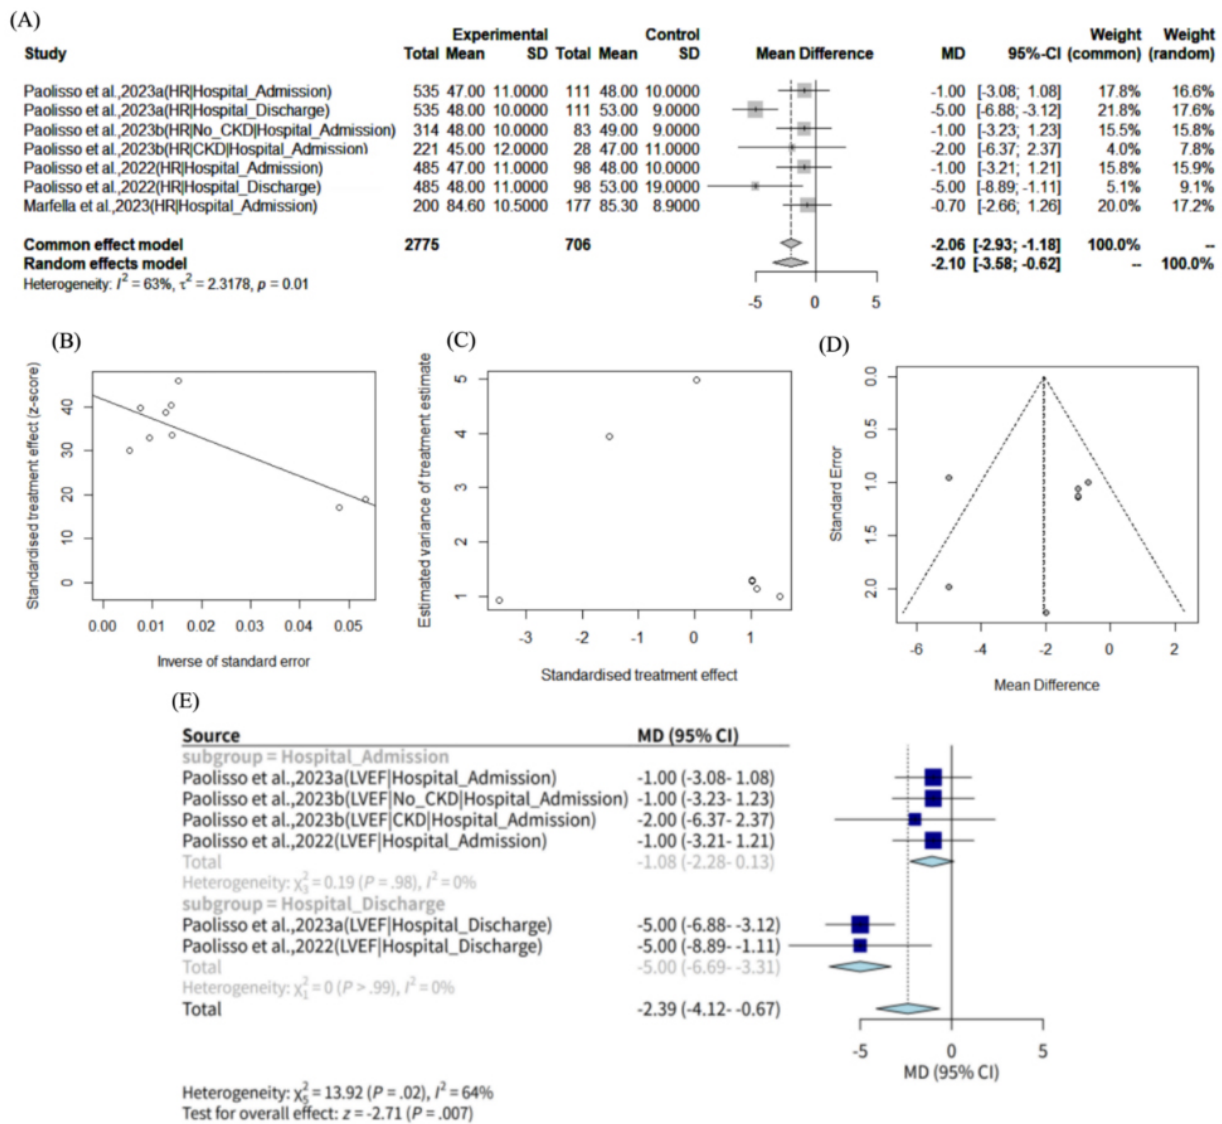 (A)
Experimental Control Weight Weight
Study Total Mean SD Total Mean SD Mean Difference MD 95%-CI (common) (random)
Paolisso et al.,2023a(HR|Hospital_Admission) 535 47.00 11.0000 111 48.00 10.0000 -1.00 [-3.08; 1.08] 17.8% 16.6%
Paolisso et al.,2023a(HR|Hospital_Discharge) 535 48.00 11.0000 111 53.00 9.0000 -5.00 [-6.88; -3.12] 21.8% 17.6%
Paolisso et al.,2023b(HR|No_CKD|Hospital_Admission) 314 48.00 10.0000 83 49.00 9.0000 -1.00 [-3.23; 1.23] 15.5% 15.8%
Paolisso et al.,2023b(HR|CKD|Hospital_Admission) 221 45.00 12.0000 28 47.00 11.0000 -2.00 [-6.37; 2.37] 4.0% 7.8%
Paolisso et al.,2022(HR|Hospital_Admission) 485 47.00 11.0000 98 48.00 10.0000 -1.00 [-3.21; 1.21] 15.8% 15.9%
Paolisso et al.,2022(HR|Hospital_Discharge) 485 48.00 11.0000 98 53.00 19.0000 -5.00 [-8.89; -1.11] 5.1% 9.1%
Marfella et al.,2023(HR|Hospital_Admission) 200 84.60 10.5000 177 85.30 8.9000 -0.70 [-2.66; 1.26] 20.0% 17.2%
Common effect model 2775 706 -2.06 [-2.93; -1.18] 100.0% --
Random effects model -2.10 [-3.58; -0.62] -- 100.0%
Heterogeneity: I² = 63%, τ² = 2.3178, p = 0.01
-5 0 5
(B)
Standardised treatment effect (z-score)
40
30
20
10
0
0.00 0.01 0.02 0.03 0.04 0.05
Inverse of standard error
(C)
Estimated variance of treatment estimate
5
4
3
2
1
-3 -2 -1 0 1
Standardised treatment effect
(D)
Standard Error
0.0
0.5
1.0
1.5
2.0
-6 -4 -2 0 2
Mean Difference
(E)
Source MD (95% CI)
subgroup = Hospital_Admission
Paolisso et al.,2023a(LVEF|Hospital_Admission) -1.00 (-3.08- 1.08)
Paolisso et al.,2023b(LVEF|No_CKD|Hospital_Admission) -1.00 (-3.23- 1.23)
Paolisso et al.,2023b(LVEF|CKD|Hospital_Admission) -2.00 (-6.37- 2.37)
Paolisso et al.,2022(LVEF|Hospital_Admission) -1.00 (-3.21- 1.21)
Total -1.08 (-2.28- 0.13)
Heterogeneity: χ²₃ = 0.19 (P = .98), I² = 0%
subgroup = Hospital_Discharge
Paolisso et al.,2023a(LVEF|Hospital_Discharge) -5.00 (-6.88- -3.12)
Paolisso et al.,2022(LVEF|Hospital_Discharge) -5.00 (-8.89- -1.11)
Total -5.00 (-6.69- -3.31)
Heterogeneity: χ²₁ = 0 (P > .99), I² = 0%
Total -2.39 (-4.12- -0.67)
-5 0 5
MD (95% CI)
Heterogeneity: χ²₅ = 13.92 (P = .02), I² = 64%
Test for overall effect: z = -2.71 (P = .007)